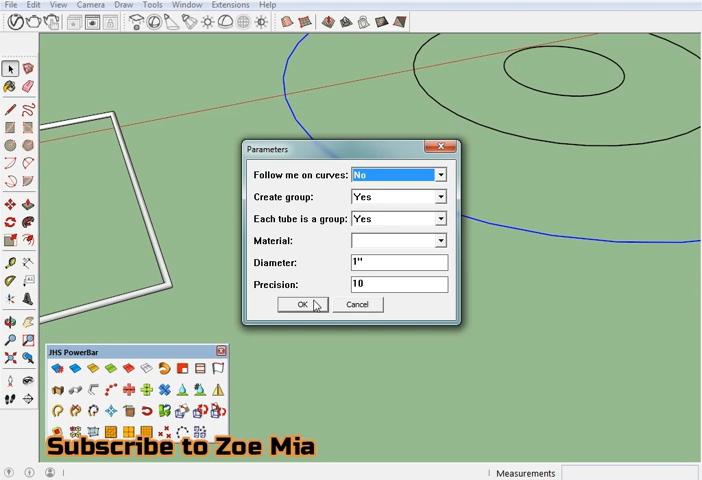 File Edit View Camera Draw Tools Window Extensions Help
Parameters
Follow me on curves: No
Create group: Yes
Each tube is a group: Yes
Material:
Diameter: 1"
Precision: 10
OK Cancel
JHS PowerBar
Subscribe to Zoe Mia
Measurements